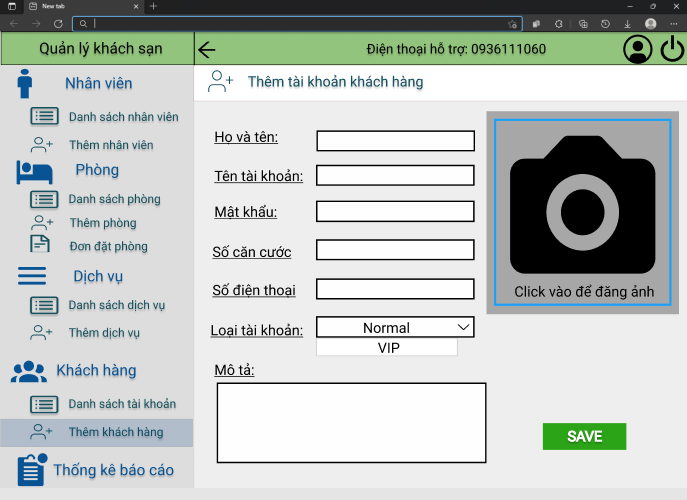 New tab
Quản lý khách sạn
Điện thoại hỗ trợ: 0936111060
Nhân viên
Danh sách nhân viên
Thêm nhân viên
Phòng
Danh sách phòng
Thêm phòng
Đơn đặt phòng
Dịch vụ
Danh sách dịch vụ
Thêm dịch vụ
Khách hàng
Danh sách tài khoản
Thêm khách hàng
Thống kê báo cáo
Thêm tài khoản khách hàng
Họ và tên:
Tên tài khoản:
Mật khẩu:
Số căn cước
Số điện thoại
Loại tài khoản:
Normal
VIP
Mô tả:
Click vào để đăng ảnh
SAVE